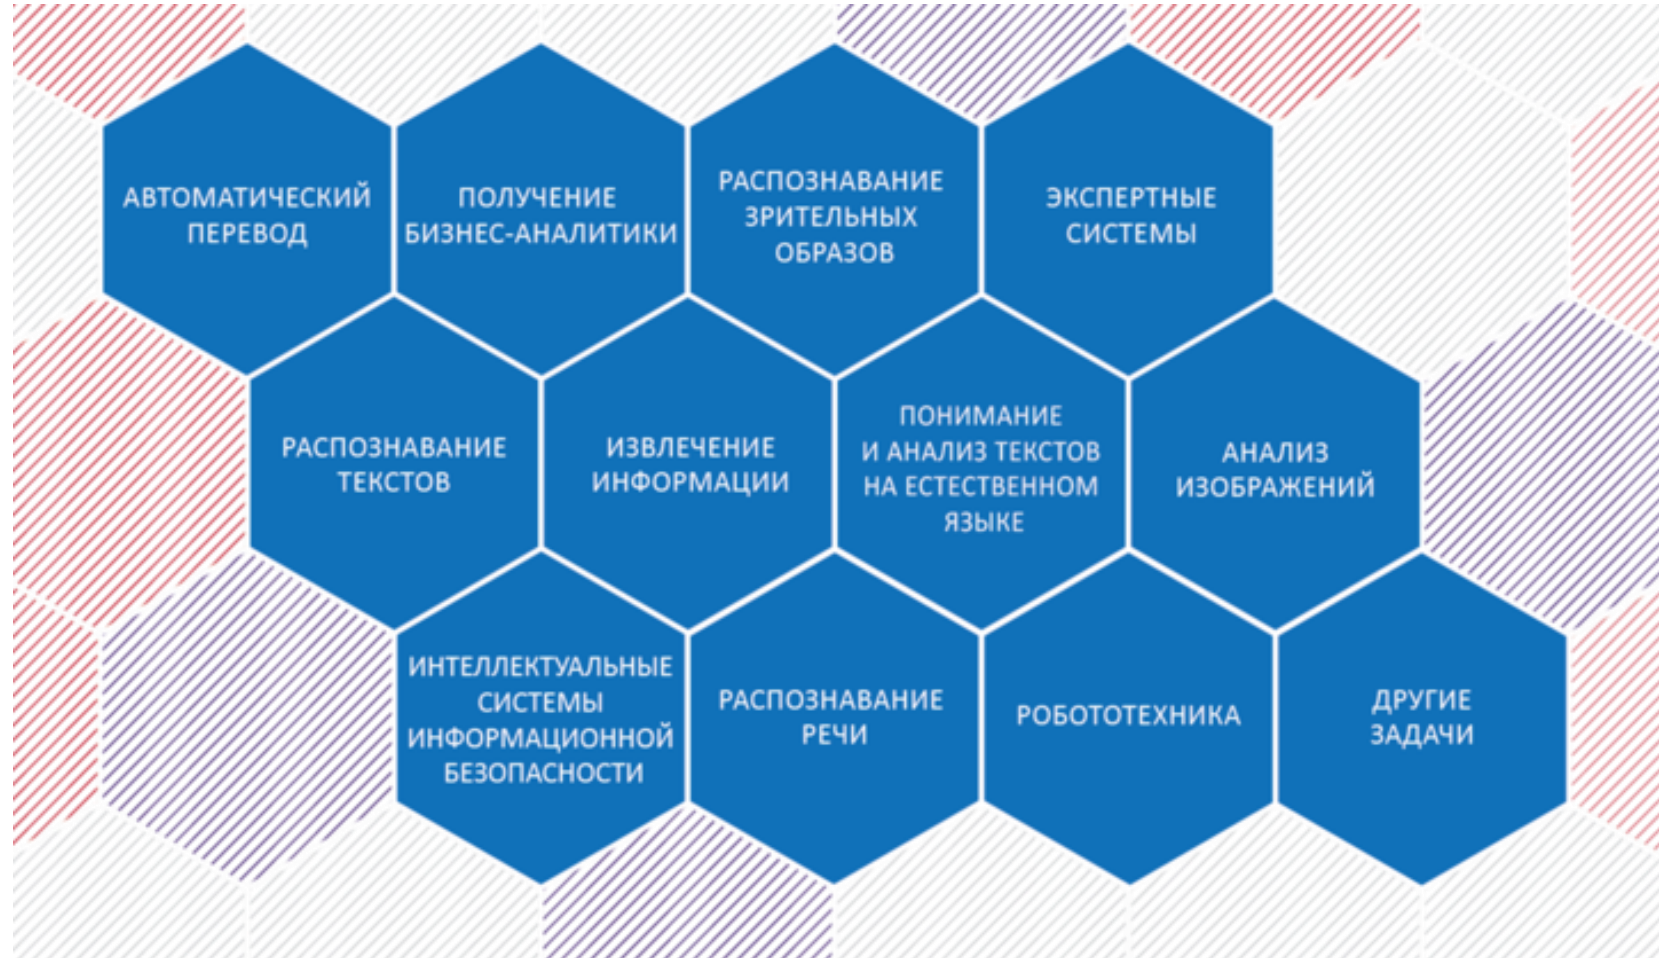 АВТОМАТИЧЕСКИЙ
ПЕРЕВОД
ПОЛУЧЕНИЕ
БИЗНЕС-АНАЛИТИКИ
РАСПОЗНАВАНИЕ
ЗРИТЕЛЬНЫХ
ОБРАЗОВ
ЭКСПЕРТНЫЕ
СИСТЕМЫ
РАСПОЗНАВАНИЕ
ТЕКСТОВ
ИЗВЛЕЧЕНИЕ
ИНФОРМАЦИИ
ПОНИМАНИЕ
И АНАЛИЗ ТЕКСТОВ
НА ЕСТЕСТВЕННОМ
ЯЗЫКЕ
АНАЛИЗ
ИЗОБРАЖЕНИЙ
ИНТЕЛЛЕКТУАЛЬНЫЕ
СИСТЕМЫ
ИНФОРМАЦИОННОЙ
БЕЗОПАСНОСТИ
РАСПОЗНАВАНИЕ
РЕЧИ
РОБОТОТЕХНИКА
ДРУГИЕ
ЗАДАЧИ